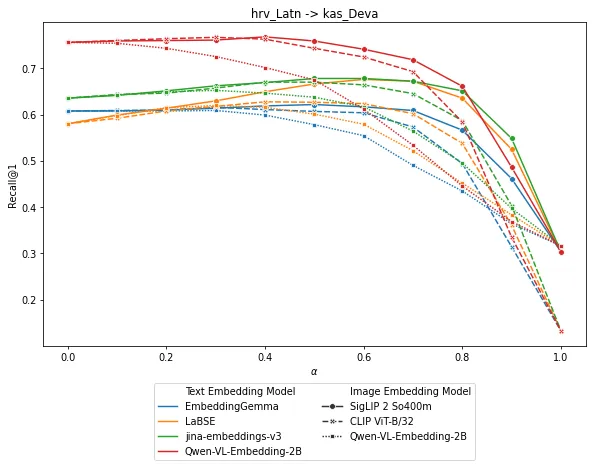 hrv_Latn -> kas_Deva
Recall@1
0.7
0.6
0.5
0.4
0.3
0.2
0.0 0.2 0.4 0.6 0.8 1.0
α
Text Embedding Model Image Embedding Model
EmbeddingGemma SigLIP 2 So400m
LaBSE CLIP ViT-B/32
jina-embeddings-v3 Qwen-VL-Embedding-2B
Qwen-VL-Embedding-2B